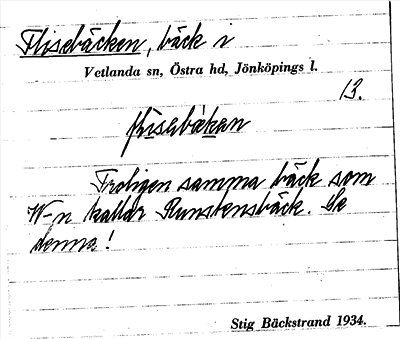 Flisebäcken, bäck i
Vetlanda sn, Östra hd, Jönköpings l.
13.
flisebäkən
Troligen samma bäck som
W-n kallar Runstensbäck. Se
denna!
Stig Bäckstrand 1934.